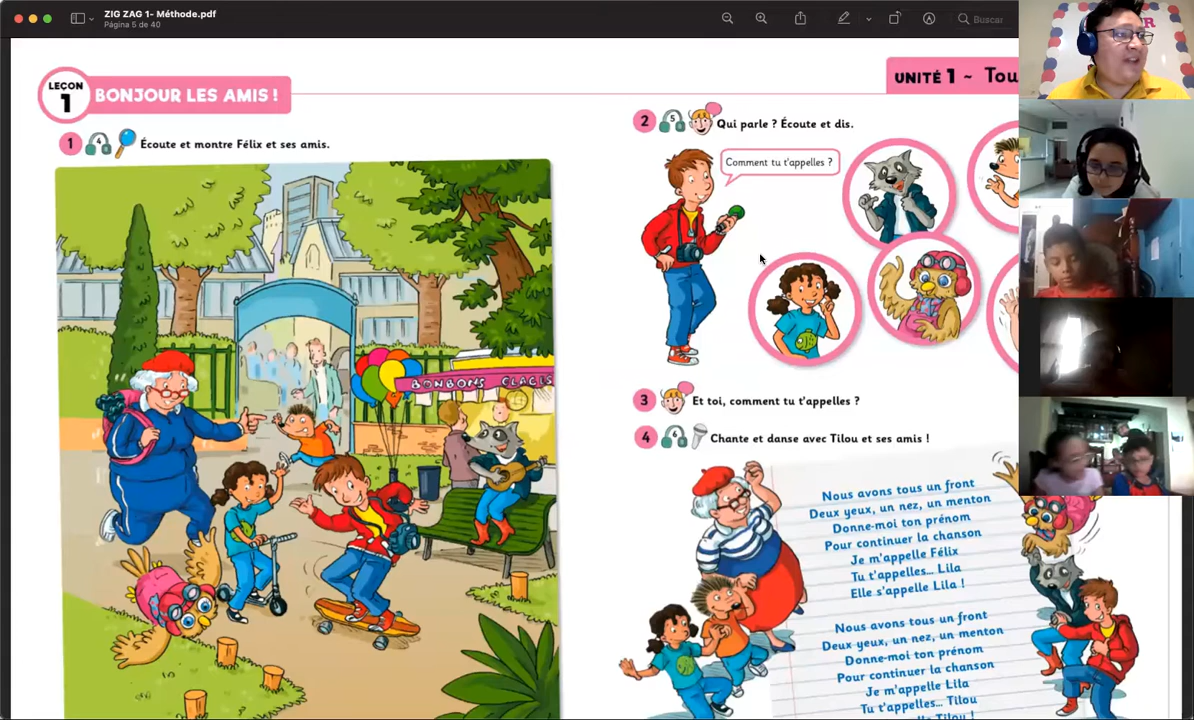 ZIG ZAG 1- Méthode.pdf
Página 5 de 40
Buscar
LEÇON
1
BONJOUR LES AMIS !
1
4
Écoute et montre Félix et ses amis.
BONBONS GLACES
UNITÉ 1 ~ Tou
2
5
Qui parle ? Écoute et dis.
Comment tu t'appelles ?
3
Et toi, comment tu t'appelles ?
4
6
Chante et danse avec Tilou et ses amis !
Nous avons tous un front
Deux yeux, un nez, un menton
Donne-moi ton prénom
Pour continuer la chanson
Je m'appelle Félix
Tu t'appelles... Lila
Elle s'appelle Lila !
Nous avons tous un front
Deux yeux, un nez, un menton
Donne-moi ton prénom
Pour continuer la chanson
Je m'appelle Lila
Tu t'appelles... Tilou
Tilou !